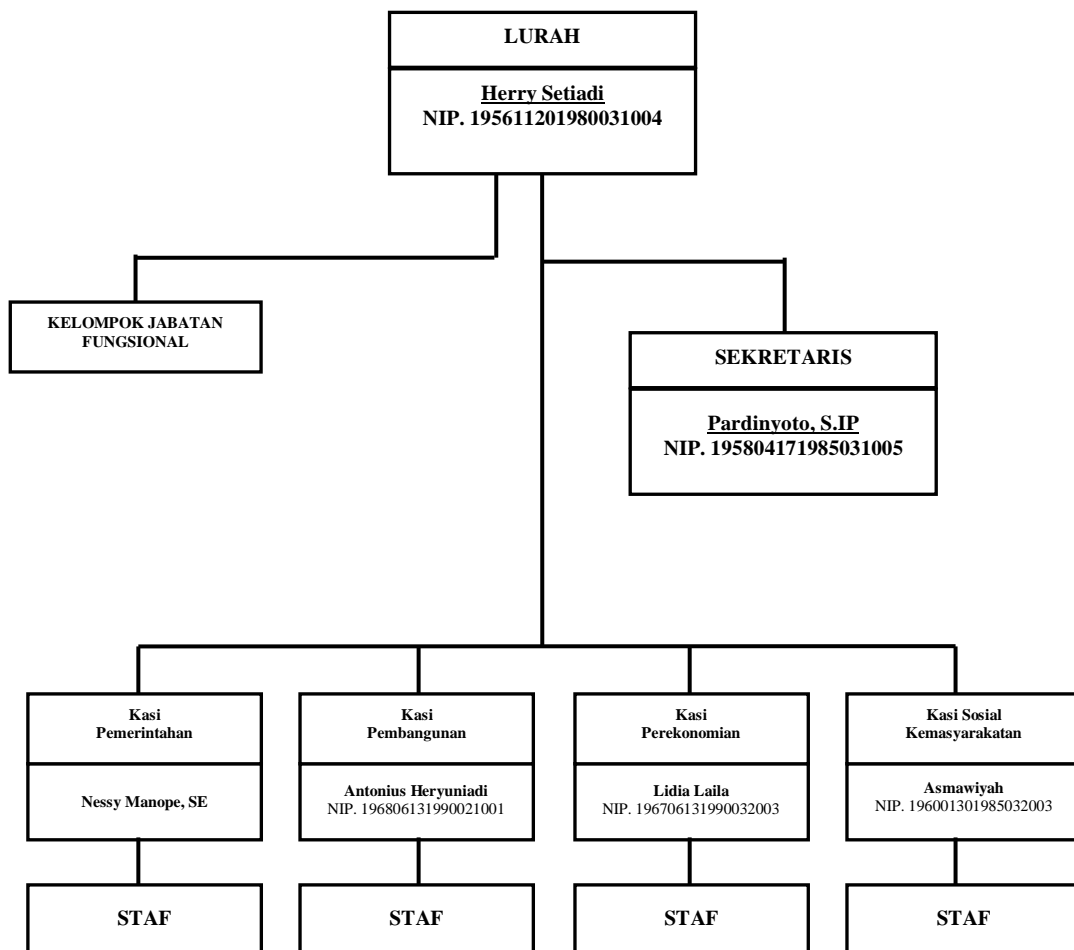 LURAH
Herry Setiadi
NIP. 195611201980031004
KELOMPOK JABATAN
FUNGSIONAL
SEKRETARIS
Pardinyoto, S.IP
NIP. 195804171985031005
Kasi
Pemerintahan
Nessy Manope, SE
Kasi
Pembangunan
Antonius Heryuniadi
NIP. 196806131990021001
Kasi
Perekonomian
Lidia Laila
NIP. 196706131990032003
Kasi Sosial
Kemasyarakatan
Asmawiyah
NIP. 196001301985032003
STAF
STAF
STAF
STAF